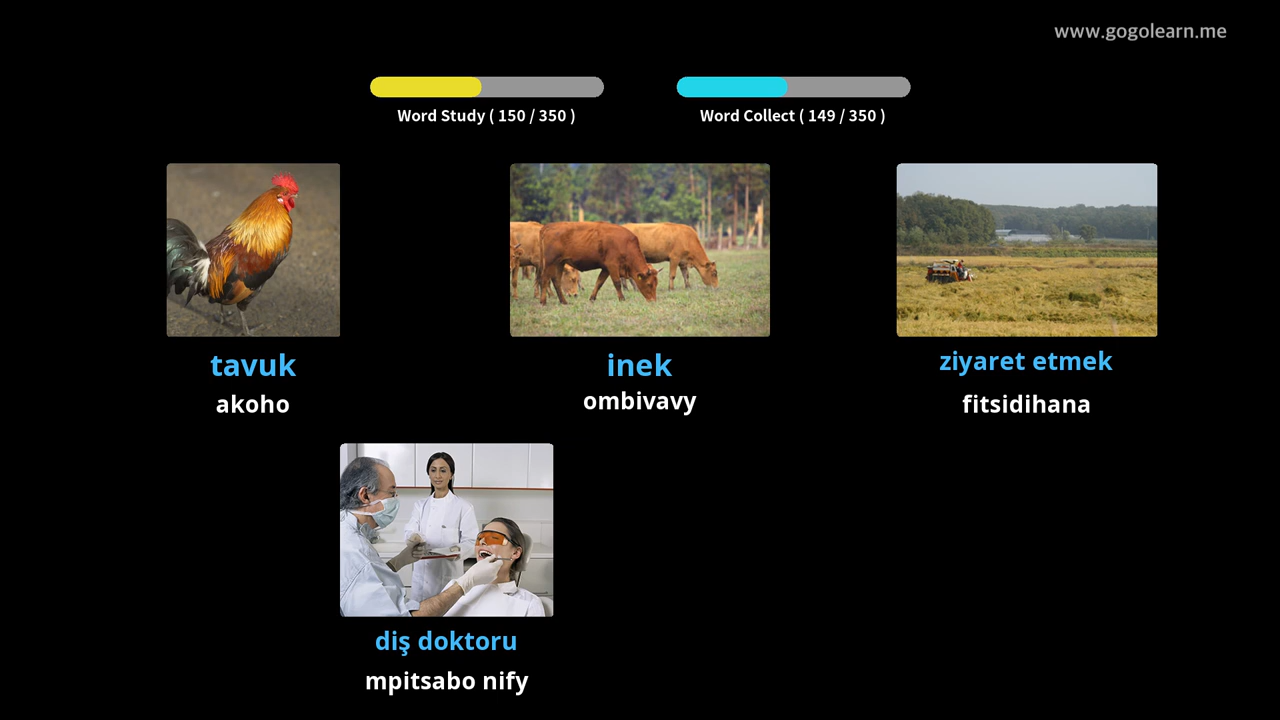 www.gogolearn.me
Word Study ( 150 / 350 )
Word Collect ( 149 / 350 )
tavuk
akoho
inek
ombivavy
ziyaret etmek
fitsidihana
diş doktoru
mpitsabo nify